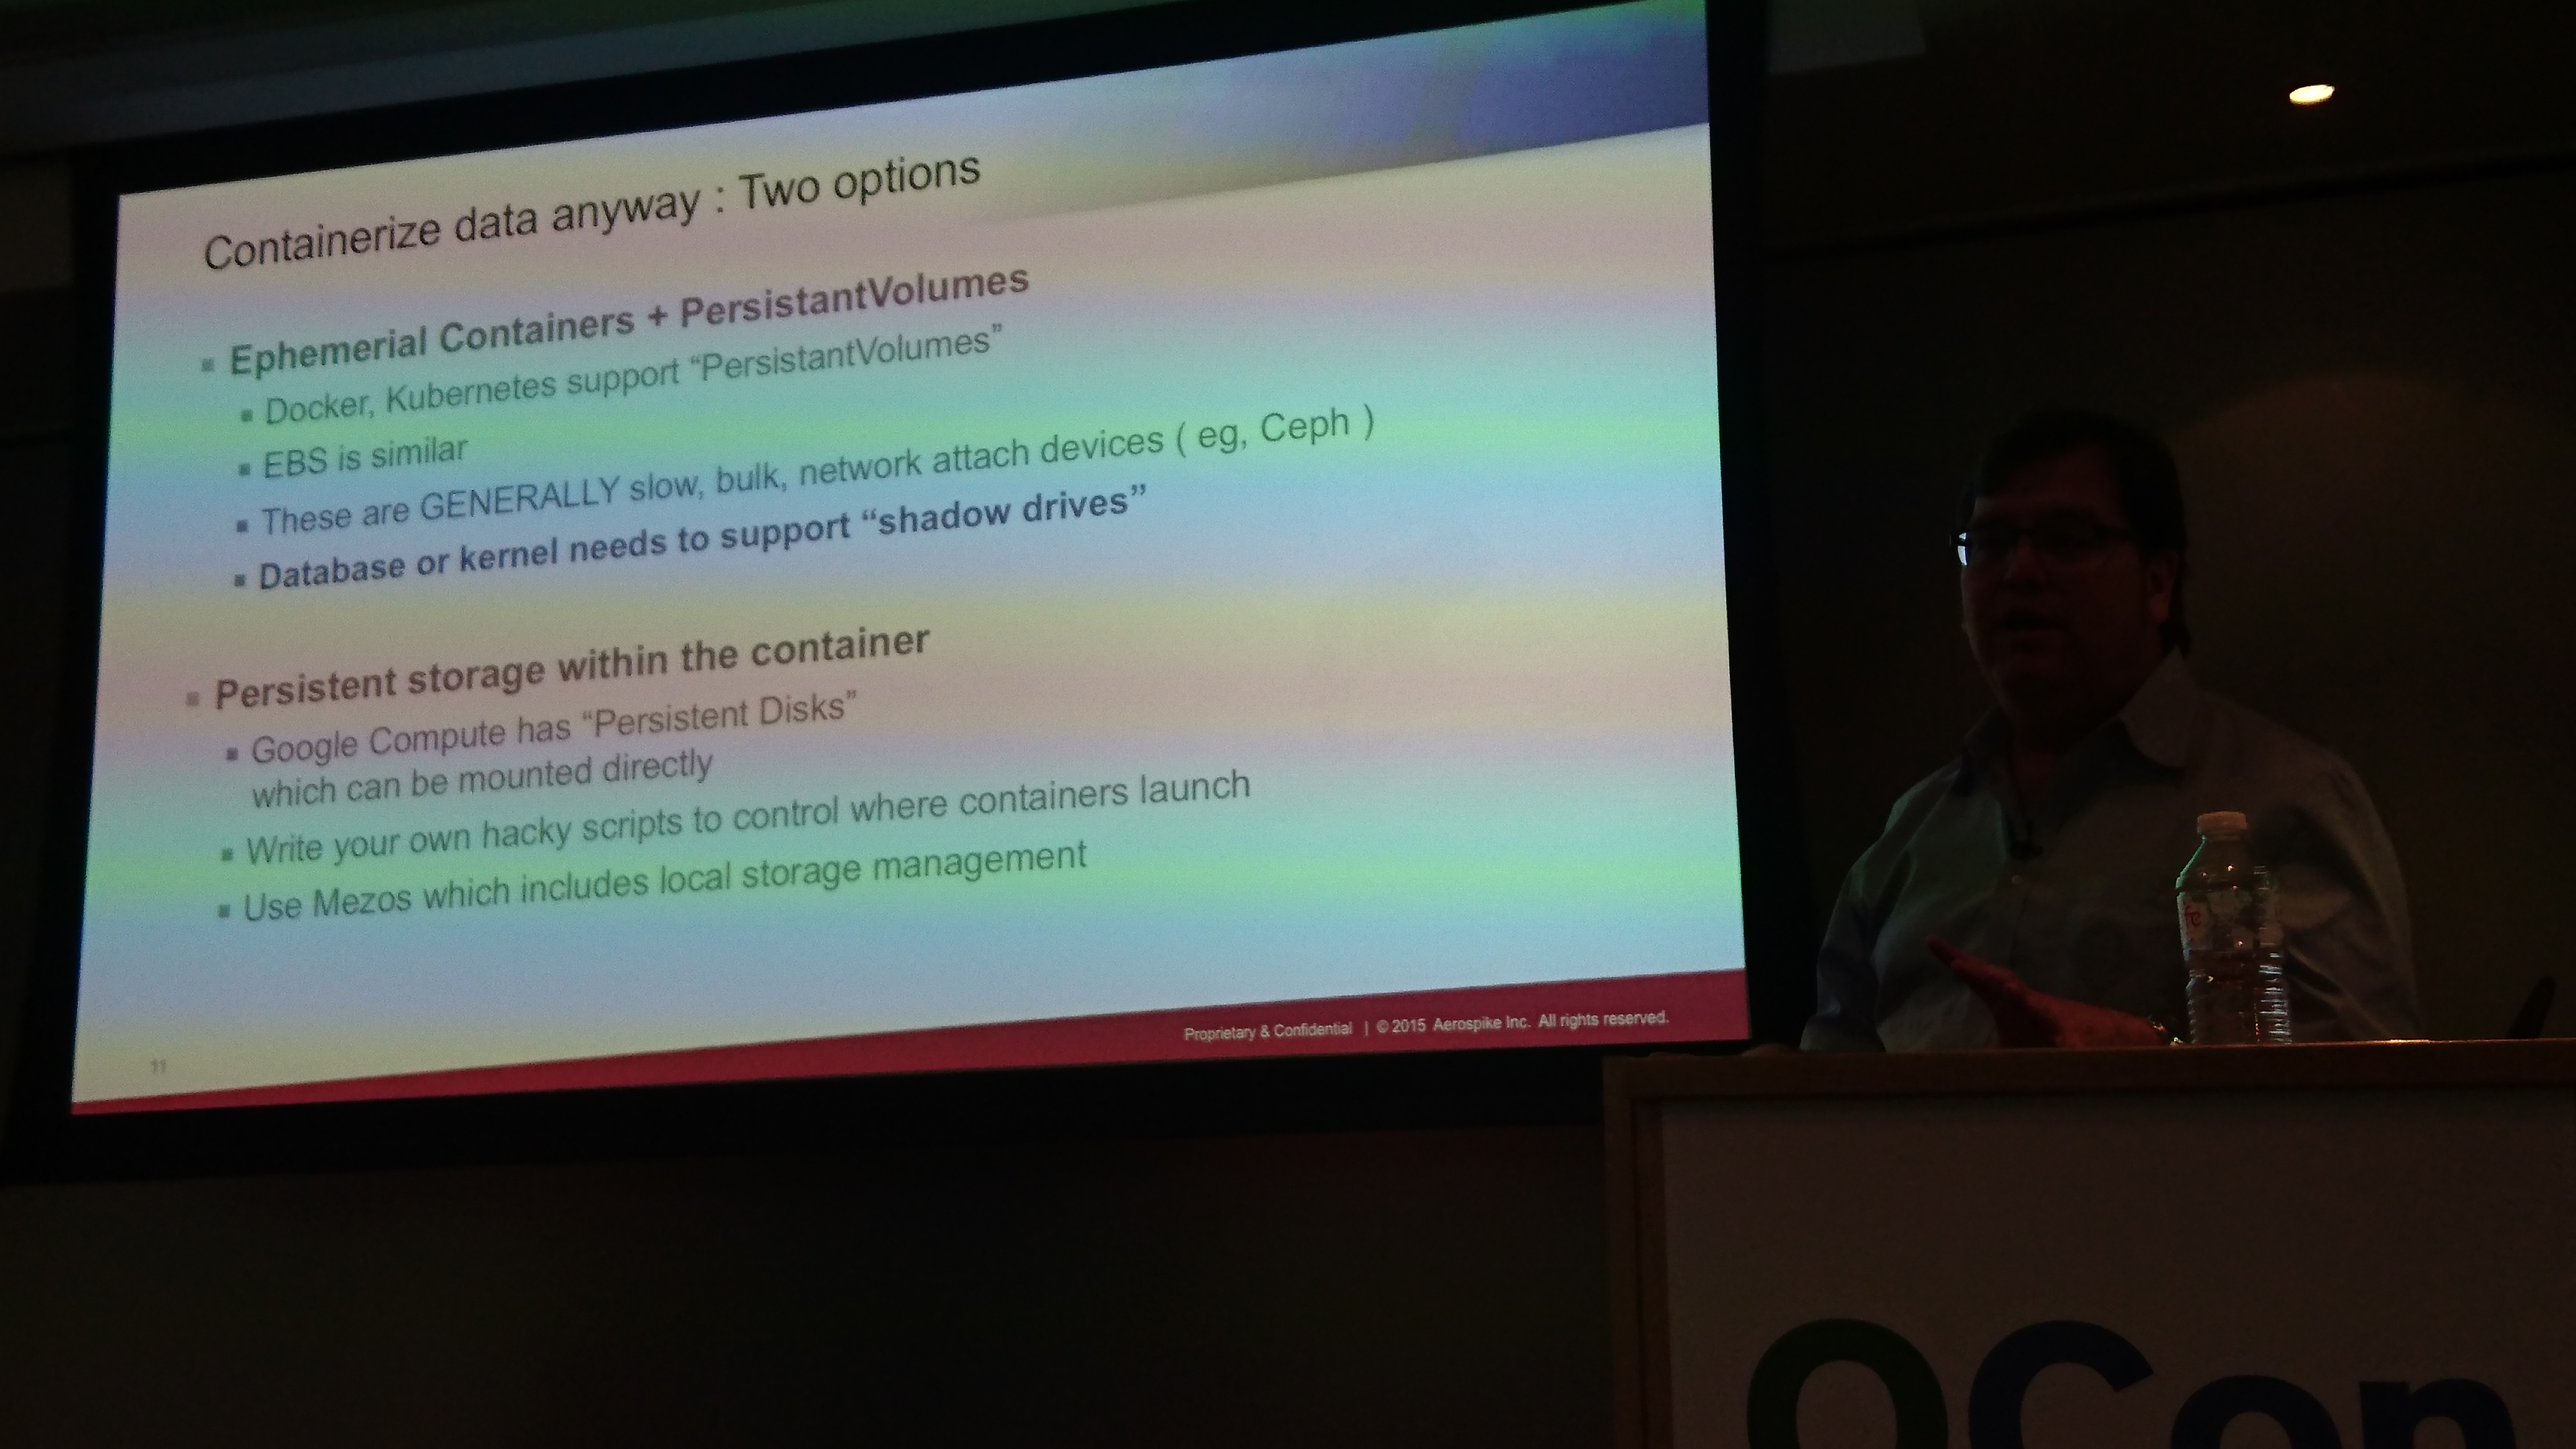 Containerize data anyway : Two options
▪ Ephemerial Containers + PersistantVolumes
▪ Docker, Kubernetes support “PersistantVolumes”
▪ EBS is similar
▪ These are GENERALLY slow, bulk, network attach devices ( eg, Ceph )
▪ Database or kernel needs to support “shadow drives”
▪ Persistent storage within the container
▪ Google Compute has “Persistent Disks”
which can be mounted directly
▪ Write your own hacky scripts to control where containers launch
▪ Use Mezos which includes local storage management
11
Proprietary & Confidential | © 2015 Aerospike Inc. All rights reserved.
fe
QCon